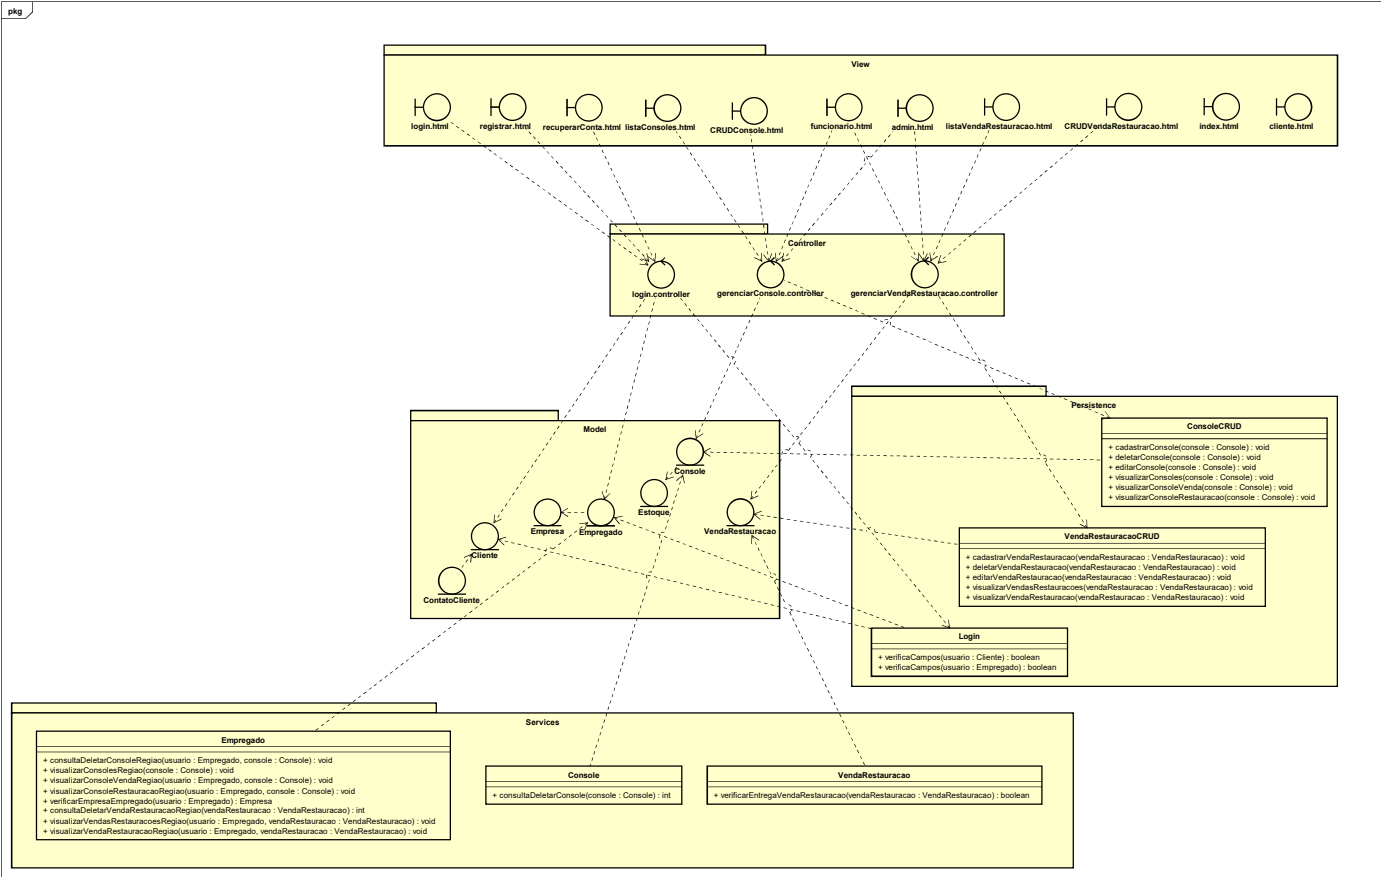 pkg
View
login.html
registrar.html
recuperarConta.html
listaConsoles.html
CRUDConsole.html
funcionario.html
admin.html
listaVendaRestauracao.html
CRUDVendaRestauracao.html
index.html
cliente.html
Controller
login.controller
gerenciarConsole.controller
gerenciarVendaRestauracao.controller
Model
Console
Estoque
VendaRestauracao
Empresa
Empregado
Cliente
ContatoCliente
Persistence
ConsoleCRUD
+ cadastrarConsole(console : Console) : void
+ deletarConsole(console : Console) : void
+ editarConsole(console : Console) : void
+ visualizarConsoles(console : Console) : void
+ visualizarConsoleVenda(console : Console) : void
+ visualizarConsoleRestauracao(console : Console) : void
VendaRestauracaoCRUD
+ cadastrarVendaRestauracao(vendaRestauracao : VendaRestauracao) : void
+ deletarVendaRestauracao(vendaRestauracao : VendaRestauracao) : void
+ editarVendaRestauracao(vendaRestauracao : VendaRestauracao) : void
+ visualizarVendasRestauracoes(vendaRestauracao : VendaRestauracao) : void
+ visualizarVendaRestauracao(vendaRestauracao : VendaRestauracao) : void
Login
+ verificaCampos(usuario : Cliente) : boolean
+ verificaCampos(usuario : Empregado) : boolean
Services
Empregado
+ consultaDeletarConsoleRegiao(usuario : Empregado, console : Console) : void
+ visualizarConsolesRegiao(console : Console) : void
+ visualizarConsoleVendaRegiao(usuario : Empregado, console : Console) : void
+ visualizarConsoleRestauracaoRegiao(usuario : Empregado, console : Console) : void
+ verificarEmpresaEmpregado(usuario : Empregado) : Empresa
+ consultaDeletarVendaRestauracaoRegiao(vendaRestauracao : VendaRestauracao) : int
+ visualizarVendasRestauracoesRegiao(usuario : Empregado, vendaRestauracao : VendaRestauracao) : void
+ visualizarVendaRestauracaoRegiao(usuario : Empregado, vendaRestauracao : VendaRestauracao) : void
Console
+ consultaDeletarConsole(console : Console) : int
VendaRestauracao
+ verificarEntregaVendaRestauracao(vendaRestauracao : VendaRestauracao) : boolean